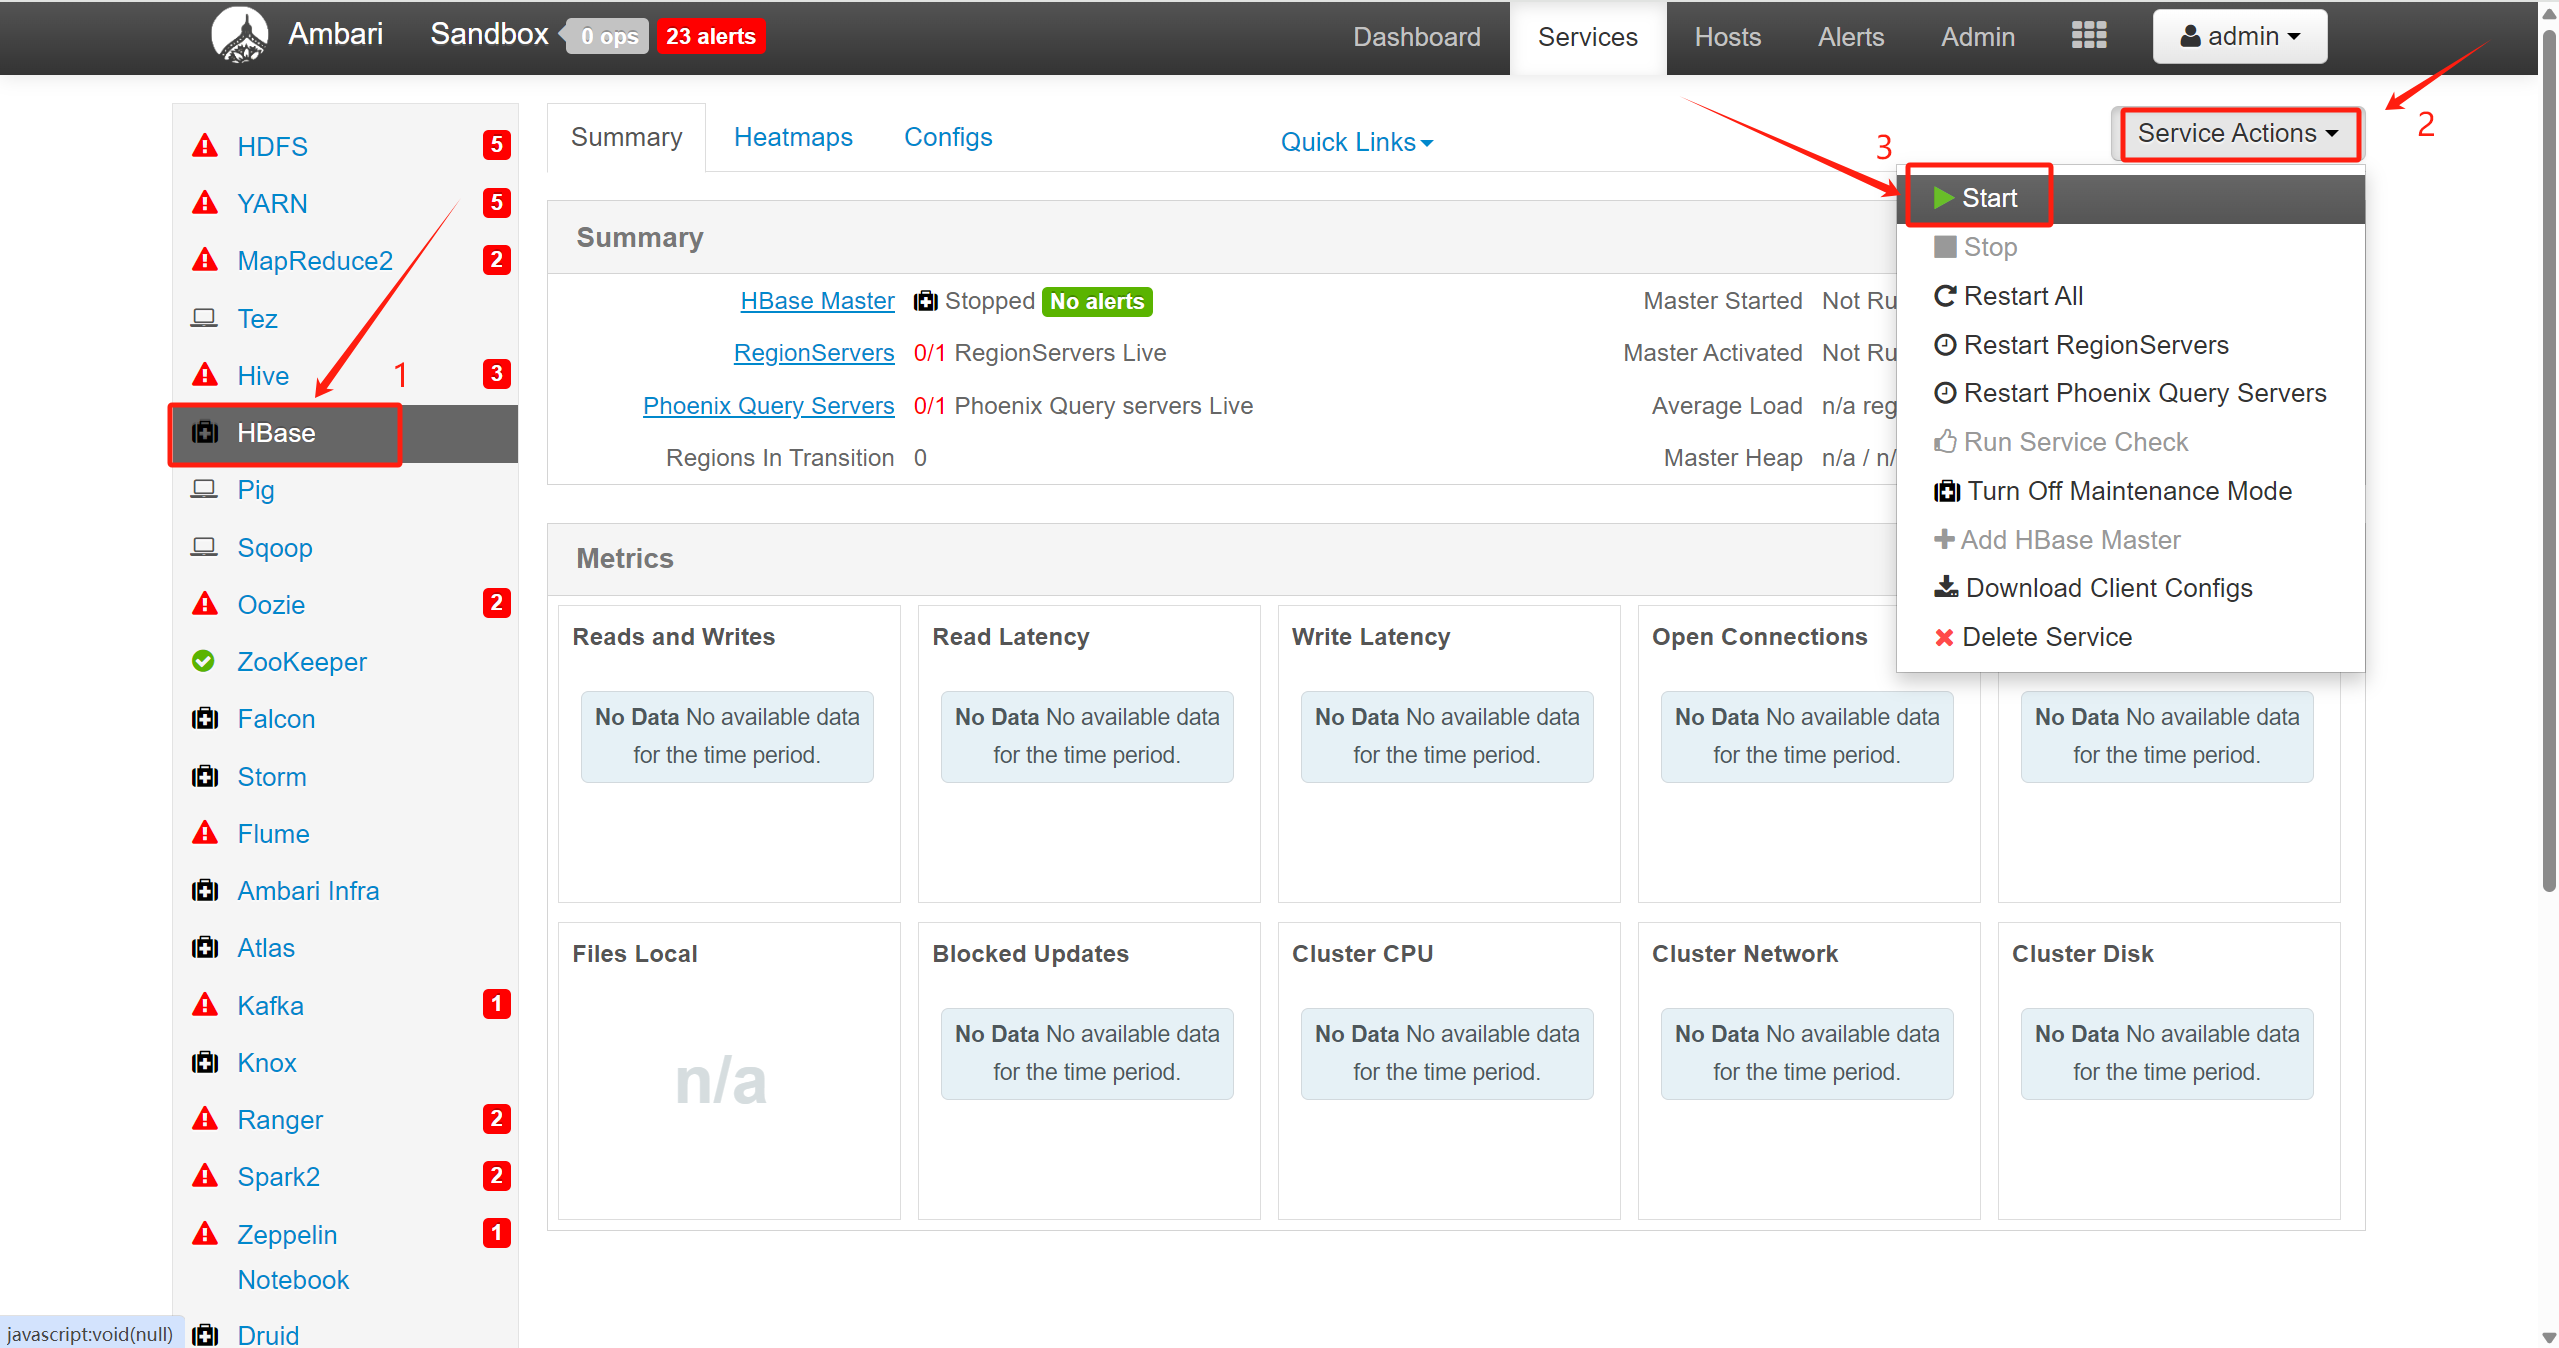 Ambari
Sandbox
0 ops
23 alerts
Dashboard
Services
Hosts
Alerts
Admin
admin
HDFS
5
YARN
5
MapReduce2
2
Tez
Hive
3
1
HBase
Pig
Sqoop
Oozie
2
ZooKeeper
Falcon
Storm
Flume
Ambari Infra
Atlas
Kafka
1
Knox
Ranger
2
Spark2
2
Zeppelin
Notebook
1
Druid
Summary
Heatmaps
Configs
Quick Links
Service Actions
2
3
Start
Stop
Restart All
Restart RegionServers
Restart Phoenix Query Servers
Run Service Check
Turn Off Maintenance Mode
Add HBase Master
Download Client Configs
Delete Service
Summary
HBase Master Stopped No alerts
RegionServers 0/1 RegionServers Live
Phoenix Query Servers 0/1 Phoenix Query servers Live
Regions In Transition 0
Master Started Not Ru
Master Activated Not Ru
Average Load n/a reg
Master Heap n/a / n/
Metrics
Reads and Writes
No Data No available data
for the time period.
Read Latency
No Data No available data
for the time period.
Write Latency
No Data No available data
for the time period.
Open Connections
No Data No available data
for the time period.
No Data No available data
for the time period.
Files Local
n/a
Blocked Updates
No Data No available data
for the time period.
Cluster CPU
No Data No available data
for the time period.
Cluster Network
No Data No available data
for the time period.
Cluster Disk
No Data No available data
for the time period.
javascript:void(null)